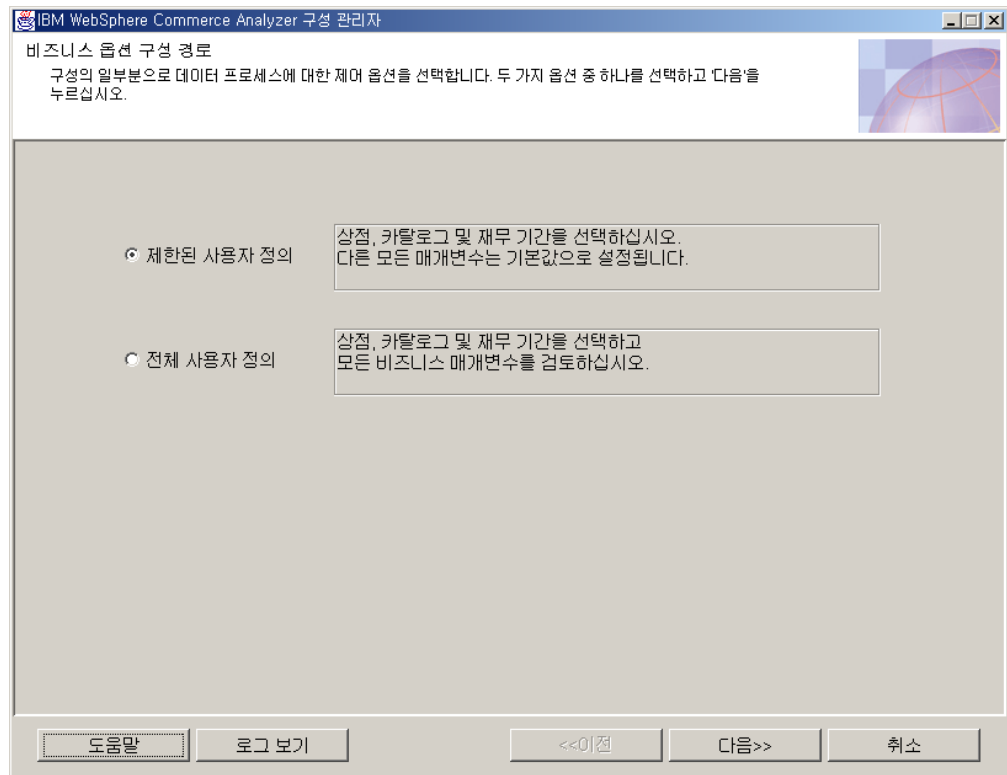 IBM WebSphere Commerce Analyzer 구성 관리자
비즈니스 옵션 구성 경로
구성의 일부분으로 데이터 프로세스에 대한 제어 옵션을 선택합니다. 두 가지 옵션 중 하나를 선택하고 '다음'을
누르십시오.
제한된 사용자 정의
상점, 카탈로그 및 재무 기간을 선택하십시오.
다른 모든 매개변수는 기본값으로 설정됩니다.
전체 사용자 정의
상점, 카탈로그 및 재무 기간을 선택하고
모든 비즈니스 매개변수를 검토하십시오.
도움말 로그 보기 <<이전 다음>> 취소